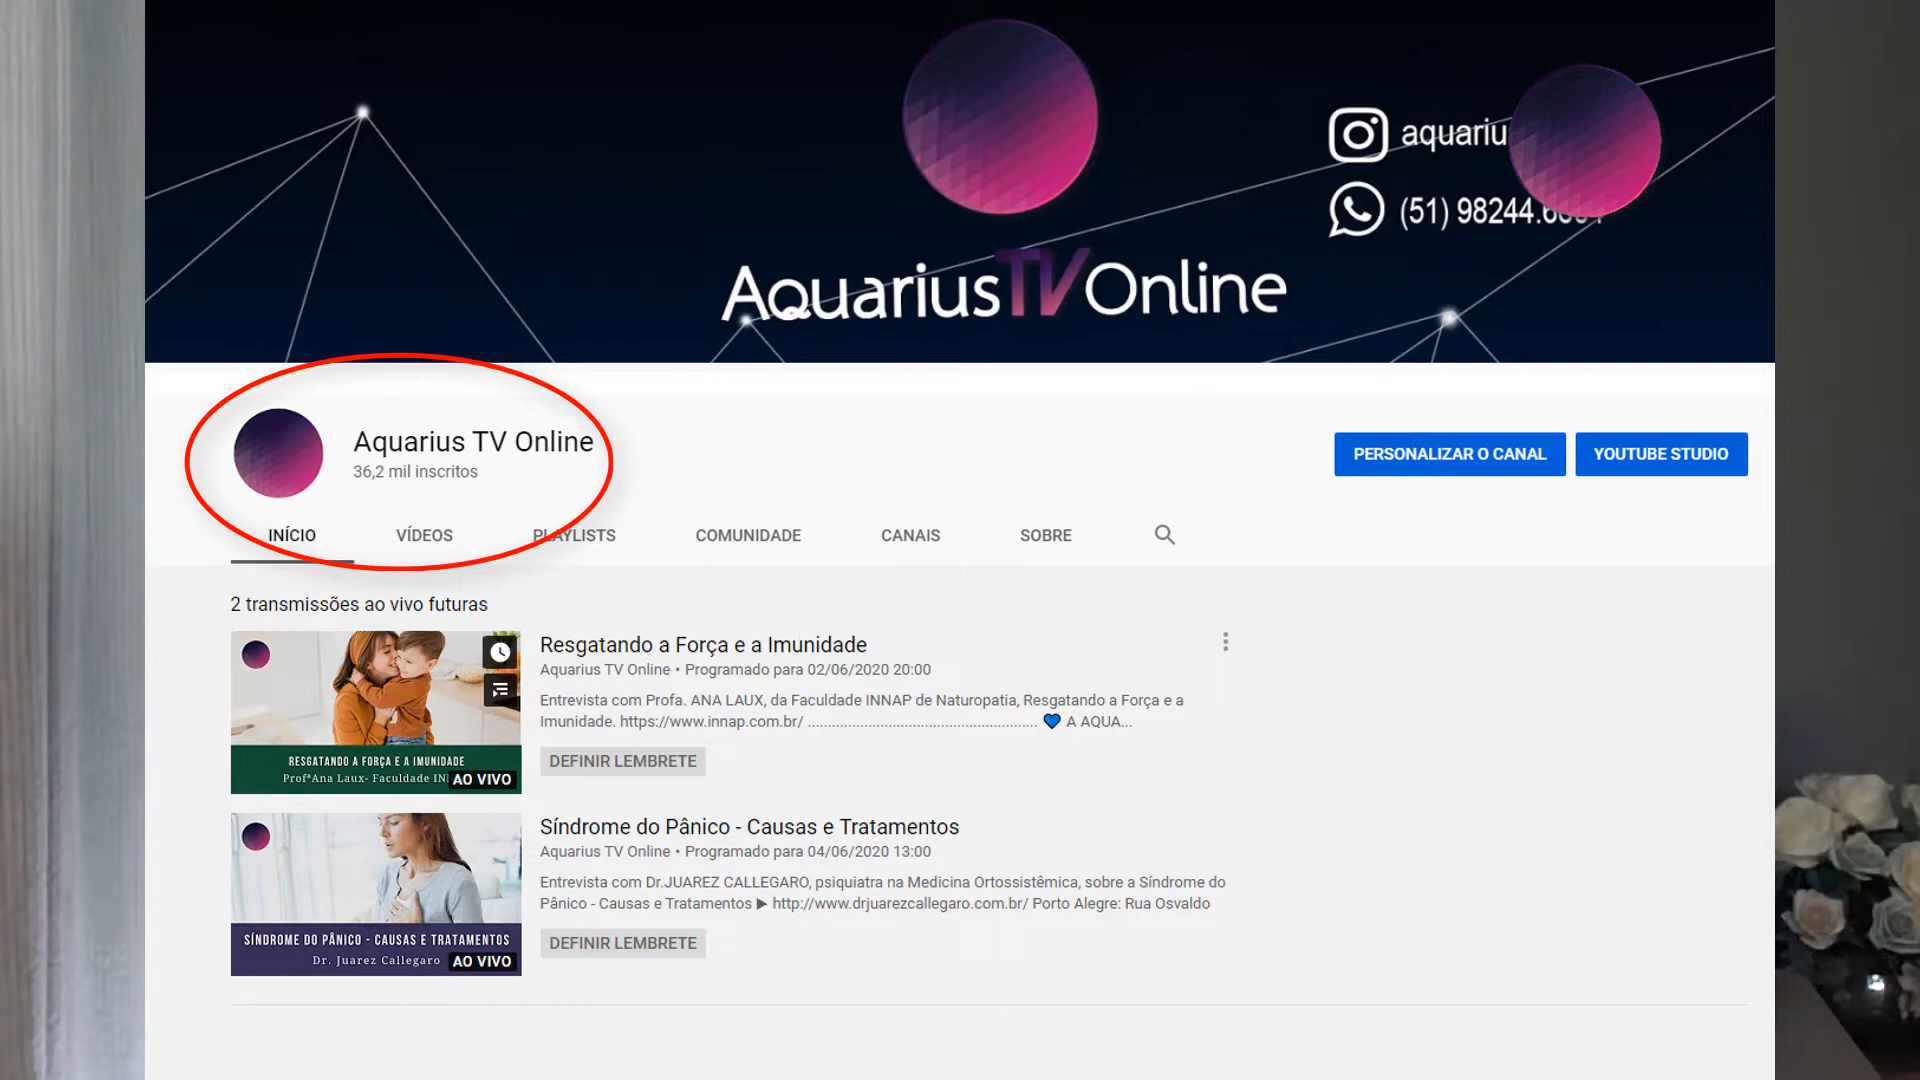 (51) 98244.
AquariusTVOnline
Aquarius TV Online
36,2 mil inscritos
PERSONALIZAR O CANAL
YOUTUBE STUDIO
INÍCIO
VÍDEOS
PLAYLISTS
COMUNIDADE
CANAIS
SOBRE
2 transmissões ao vivo futuras
RESGATANDO A FORÇA E A IMUNIDADE
ProfªAna Laux- Faculdade
AO VIVO
Resgatando a Força e a Imunidade
Aquarius TV Online • Programado para 02/06/2020 20:00
Entrevista com Profa. ANA LAUX, da Faculdade INNAP de Naturopatia, Resgatando a Força e a
Imunidade. https://www.innap.com.br/ ......................................................... 💙 A AQUA...
DEFINIR LEMBRETE
SÍNDROME DO PÂNICO - CAUSAS E TRATAMENTOS
Dr. Juarez Callegaro
AO VIVO
Síndrome do Pânico - Causas e Tratamentos
Aquarius TV Online • Programado para 04/06/2020 13:00
Entrevista com Dr.JUAREZ CALLEGARO, psiquiatra na Medicina Ortossistêmica, sobre a Síndrome do
Pânico - Causas e Tratamentos ▶ http://www.drjuarezcallegaro.com.br/ Porto Alegre: Rua Osvaldo
DEFINIR LEMBRETE